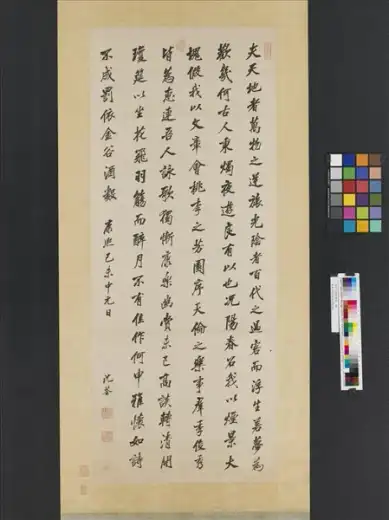 夫天地者萬物之逆旅光陰者百代之過客而浮生若夢為
歡幾何古人秉燭夜遊良有以也況陽春召我以煙景大
塊假我以文章會桃李之芳園序天倫之樂事羣季俊秀
皆為惠連吾人詠歌獨慚康樂幽賞未已高談轉清開
瓊筵以坐花飛羽觴而醉月不有佳作何申雅懷如詩
不成罰依金谷酒數 康熙己未中元日
沈荃